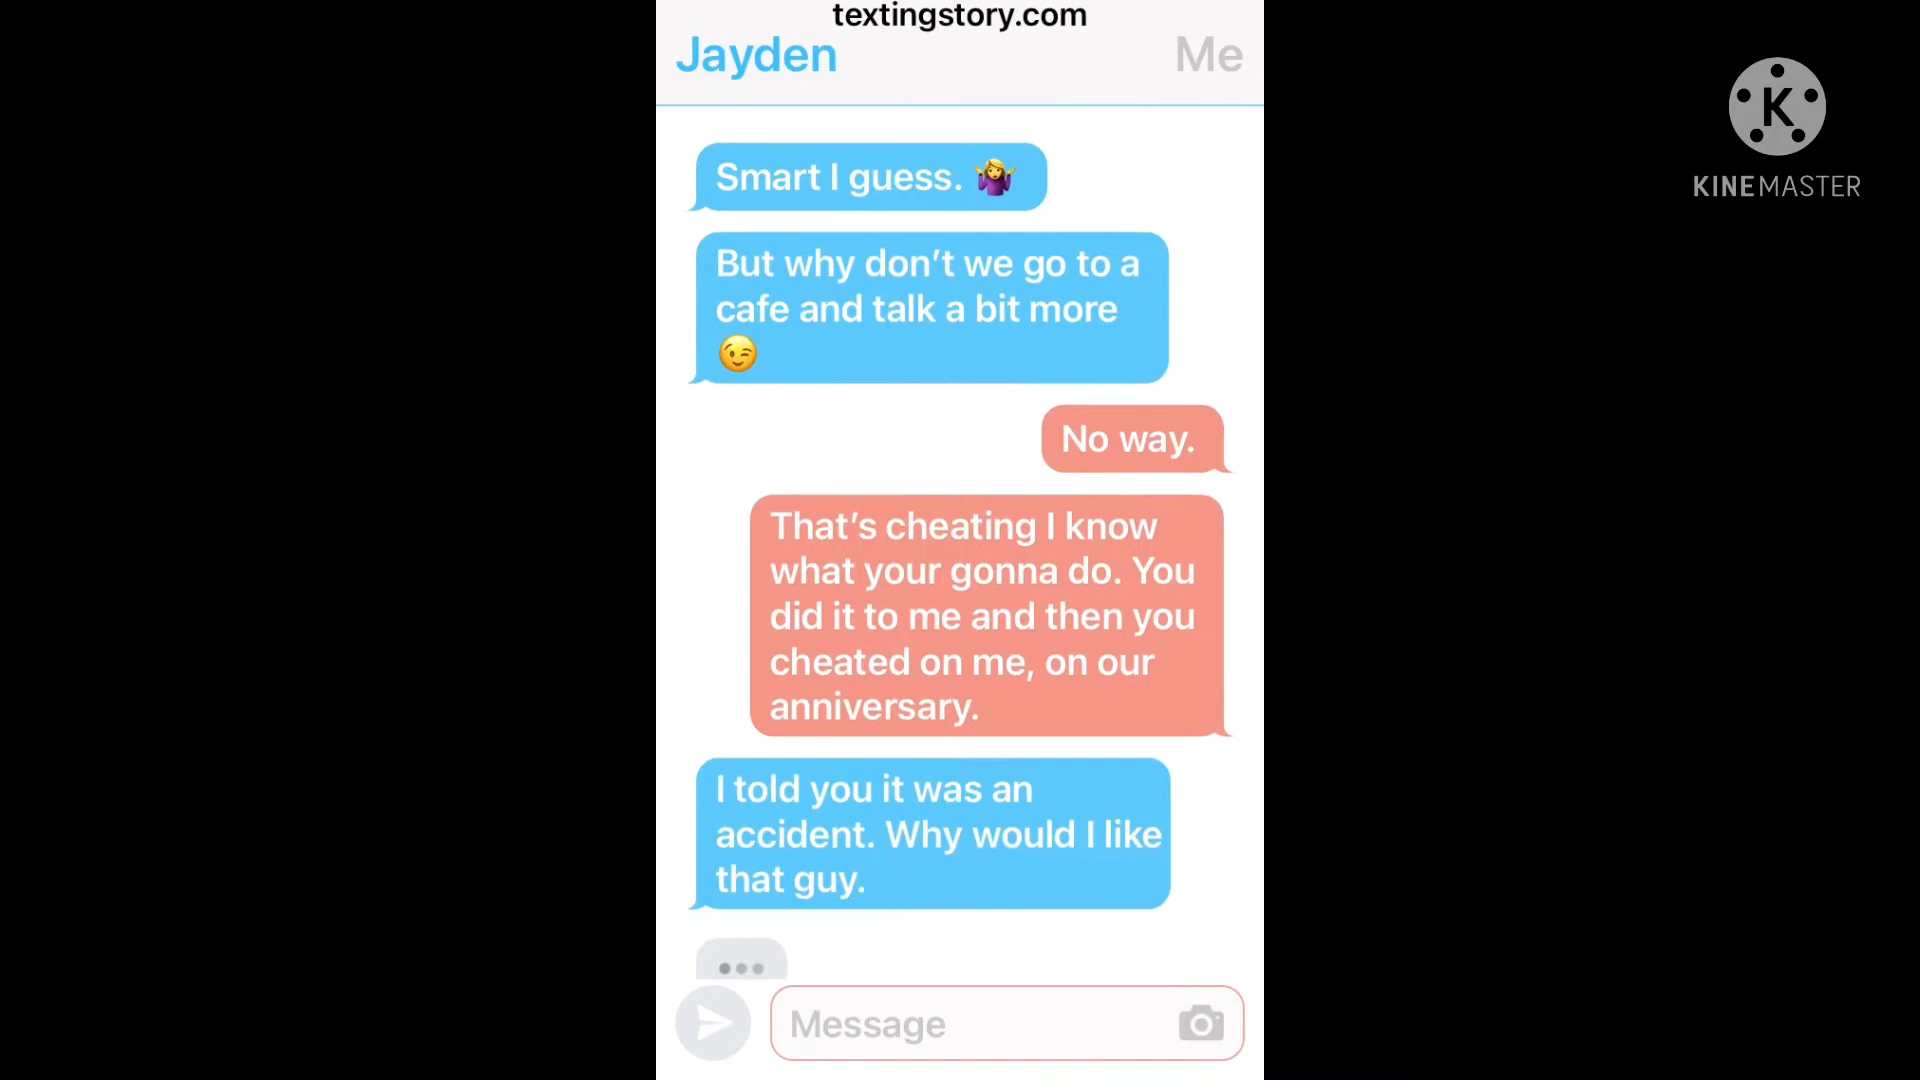 textingstory.com
Jayden
Me
Smart I guess. 🤷‍♀️
But why don’t we go to a
cafe and talk a bit more
😉
No way.
That’s cheating I know
what your gonna do. You
did it to me and then you
cheated on me, on our
anniversary.
I told you it was an
accident. Why would I like
that guy.
Message
K
KINEMASTER